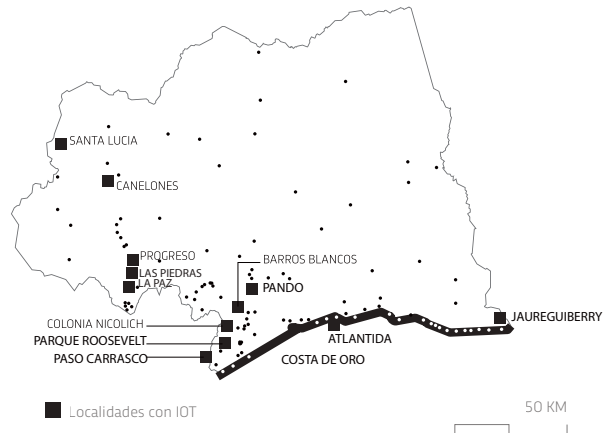 SANTA LUCIA
CANELONES
PROGRESO
LAS PIEDRAS
LA PAZ
BARROS BLANCOS
PANDO
COLONIA NICOLICH
PARQUE ROOSEVELT
PASO CARRASCO
JAUREGUIBERRY
ATLANTIDA
COSTA DE ORO
Localidades con IOT
50 KM